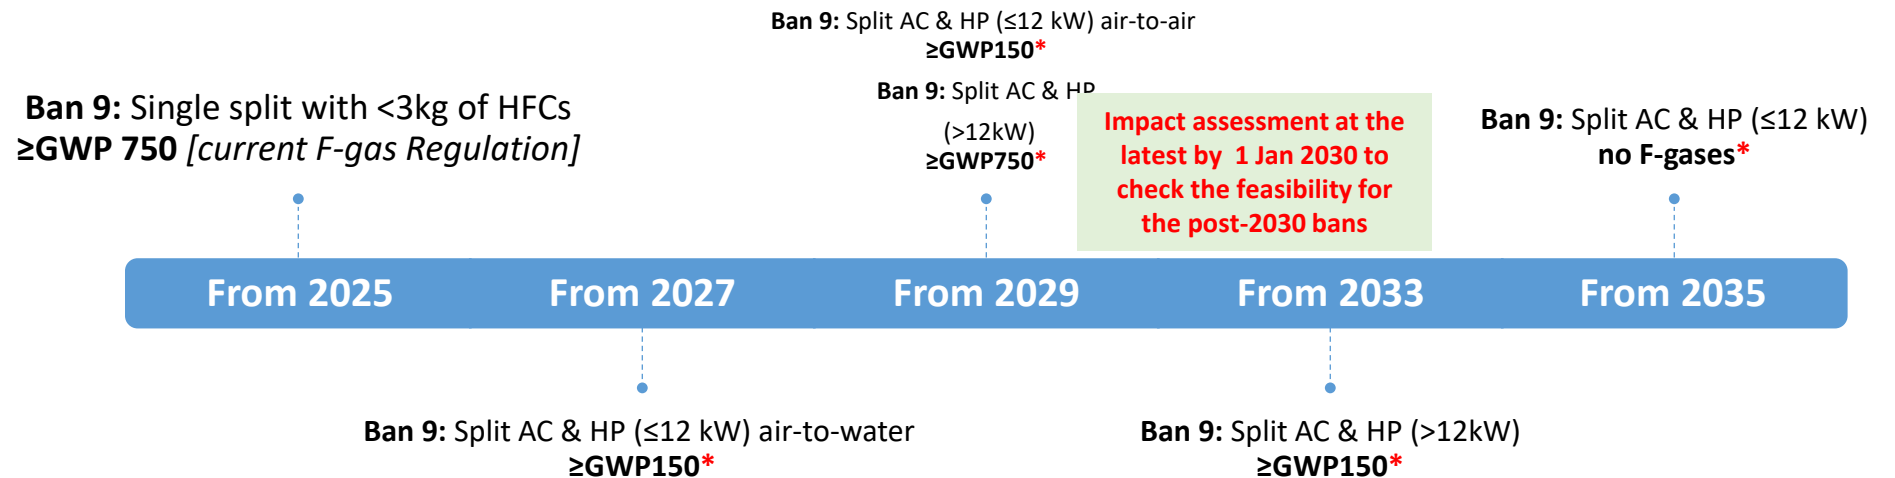 Ban 9: Split AC & HP (≤12 kW) air-to-air
≥GWP150*
Ban 9: Single split with <3kg of HFCs
≥GWP 750 [current F-gas Regulation]
Ban 9: Split AC & HP
(>12kW)
≥GWP750*
Impact assessment at the
latest by 1 Jan 2030 to
check the feasibility for
the post-2030 bans
Ban 9: Split AC & HP (≤12 kW)
no F-gases*
From 2025
From 2027
From 2029
From 2033
From 2035
Ban 9: Split AC & HP (≤12 kW) air-to-water
≥GWP150*
Ban 9: Split AC & HP (>12kW)
≥GWP150*